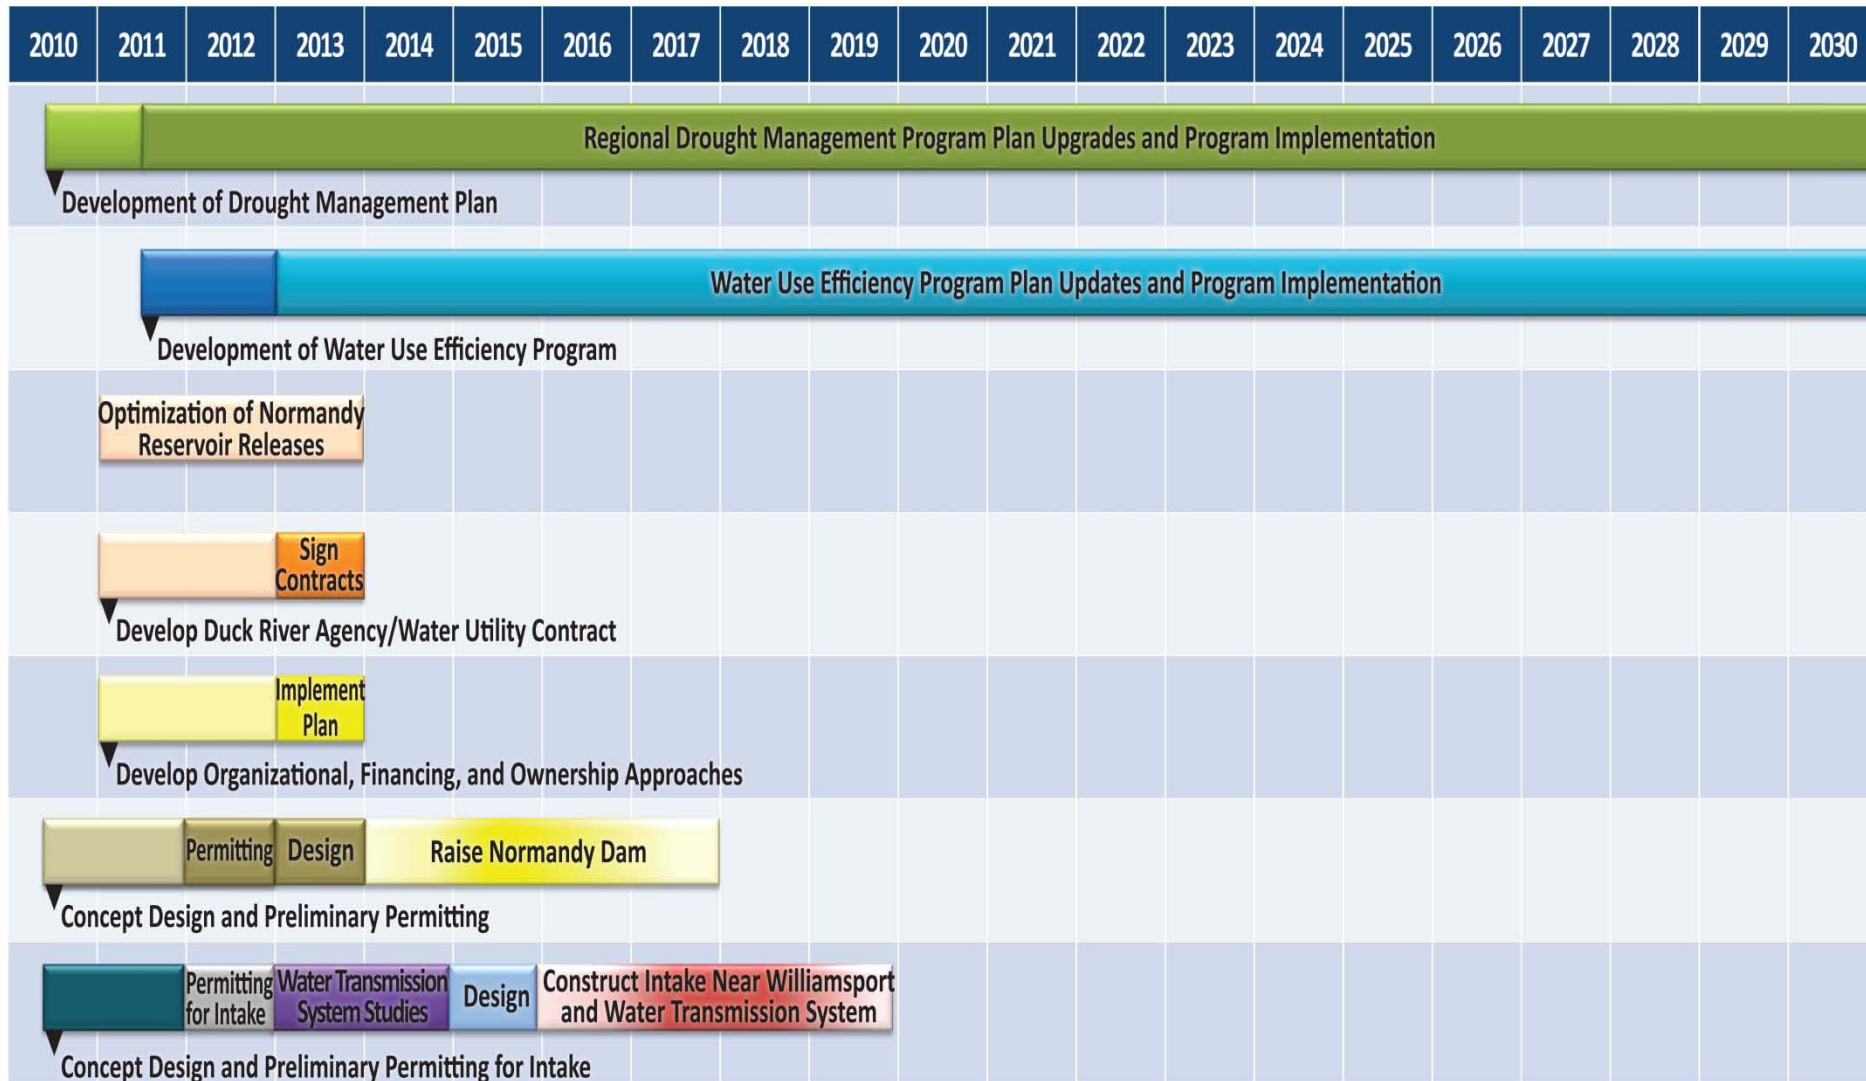 2010 2011 2012 2013 2014 2015 2016 2017 2018 2019 2020 2021 2022 2023 2024 2025 2026 2027 2028 2029 2030
Regional Drought Management Program Plan Upgrades and Program Implementation
Development of Drought Management Plan
Water Use Efficiency Program Plan Updates and Program Implementation
Development of Water Use Efficiency Program
Optimization of Normandy
Reservoir Releases
Sign
Contracts
Develop Duck River Agency/Water Utility Contract
Implement
Plan
Develop Organizational, Financing, and Ownership Approaches
Permitting
Design
Raise Normandy Dam
Concept Design and Preliminary Permitting
Permitting
for Intake
Water Transmission
System Studies
Design
Construct Intake Near Williamsport
and Water Transmission System
Concept Design and Preliminary Permitting for Intake